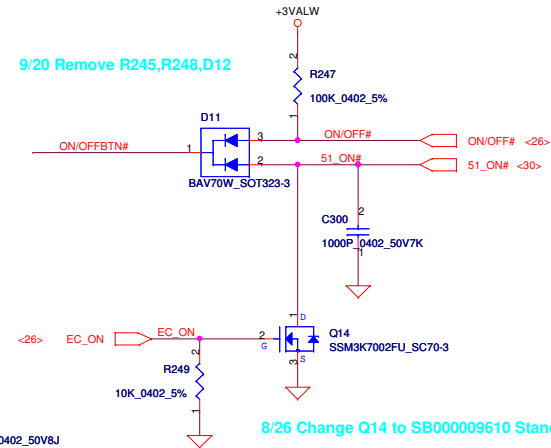 +3VALW
9/20 Remove R245,R248,D12
2
R247
100K_0402_5%
1
D11
ON/OFFBTN#
1
3
ON/OFF#
ON/OFF# <26>
2
51_ON#
51_ON# <30>
BAV70W_SOT323-3
C300
2
1000P_0402_50V7K
1
1
D
<26> EC_ON
EC_ON
2
G
Q14
SSM3K7002FU_SC70-3
S
3
2
R249
10K_0402_5%
1
8/26 Change Q14 to SB000009610 Stan
0402_50V8J